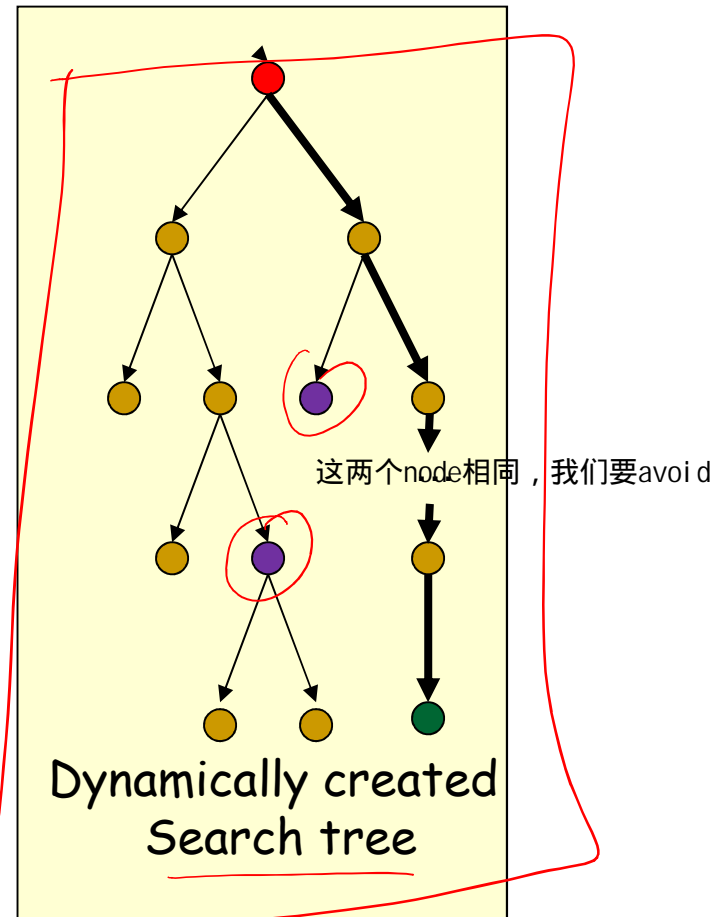 这两个node相同，我们要avoid
Dynamically created
Search tree